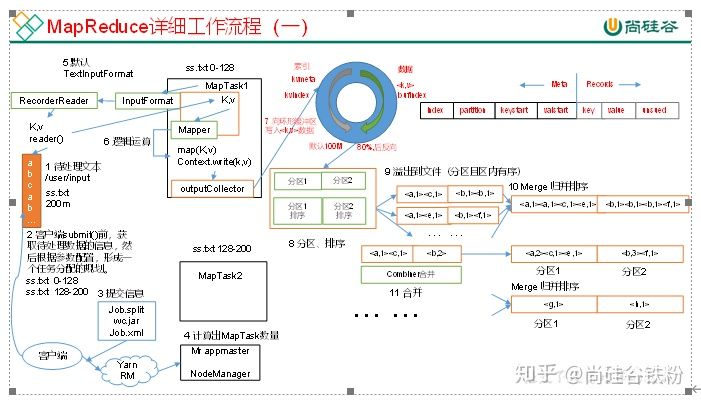 MapReduce详细工作流程（一）
尚硅谷
5 默认
TextInputFormat
ss.txt 0-128
MapTask1
RecorderReader
InputFormat
K,v
K,v
reader()
Mapper
6 逻辑运算
map(K,v)
Context.write(k,v)
outputCollector
1 待处理文本
/user/input
ss.txt
200m
a
b
c
a
b
...
2 客户端submit()前，获
取待处理数据的信息，然
后根据参数配置，形成一
个任务分配的规划。
ss.txt 0-128
ss.txt 128-200
3 提交信息
Job.split
wc.jar
Job.xml
客户端
Yarn
RM
4 计算出MapTask数量
Mr appmaster
NodeManager
ss.txt 128-200
MapTask2
索引
kvmeta
kvindex
数据
<k,v>
bufindex
7 向环形缓冲区
写入<k,v>数据
默认100M
80%,后反向
Meta
Records
index
partition
keystart
valstart
key
value
unsued
分区1
分区2
分区1
排序
分区2
排序
8 分区、排序
9 溢出到文件（分区且区内有序）
<a,1><c,1>
<b,1><b,1>
<a,1><e,1>
<b,1><f,1>
... ...
10 Merge 归并排序
<a,1><a,1><c,1><e,1>
<b,1><b,1><b,1><f,1>
<a,1><c,1>
<b,2>
Combiner合并
11 合并
<a,2><c,1><e,1>
<b,3><f,1>
分区1
分区2
Merge 归并排序
<g,1>
<h,1>
分区1
分区2
... ...
知乎 @尚硅谷铁粉